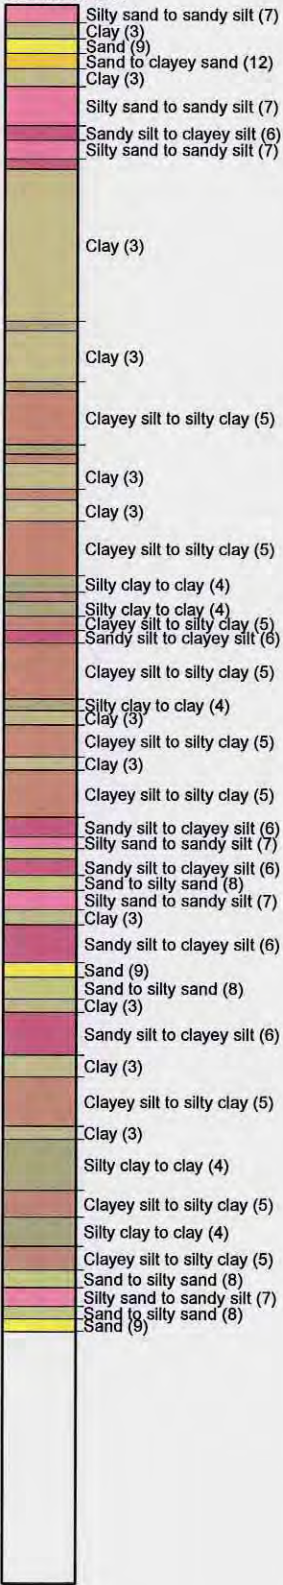 Silty sand to sandy silt (7)
Clay (3)
Sand (9)
Sand to clayey sand (12)
Clay (3)
Silty sand to sandy silt (7)
Sandy silt to clayey silt (6)
Silty sand to sandy silt (7)
Clay (3)
Clay (3)
Clayey silt to silty clay (5)
Clay (3)
Clay (3)
Clayey silt to silty clay (5)
Silty clay to clay (4)
Silty clay to clay (4)
Clayey silt to silty clay (5)
Sandy silt to clayey silt (6)
Clayey silt to silty clay (5)
Silty clay to clay (4)
Clay (3)
Clayey silt to silty clay (5)
Clay (3)
Clayey silt to silty clay (5)
Sandy silt to clayey silt (6)
Silty sand to sandy silt (7)
Sandy silt to clayey silt (6)
Sand to silty sand (8)
Silty sand to sandy silt (7)
Clay (3)
Sandy silt to clayey silt (6)
Sand (9)
Sand to silty sand (8)
Clay (3)
Sandy silt to clayey silt (6)
Clay (3)
Clayey silt to silty clay (5)
Clay (3)
Silty clay to clay (4)
Clayey silt to silty clay (5)
Silty clay to clay (4)
Clayey silt to silty clay (5)
Sand to silty sand (8)
Silty sand to sandy silt (7)
Sand to silty sand (8)
Sand (9)